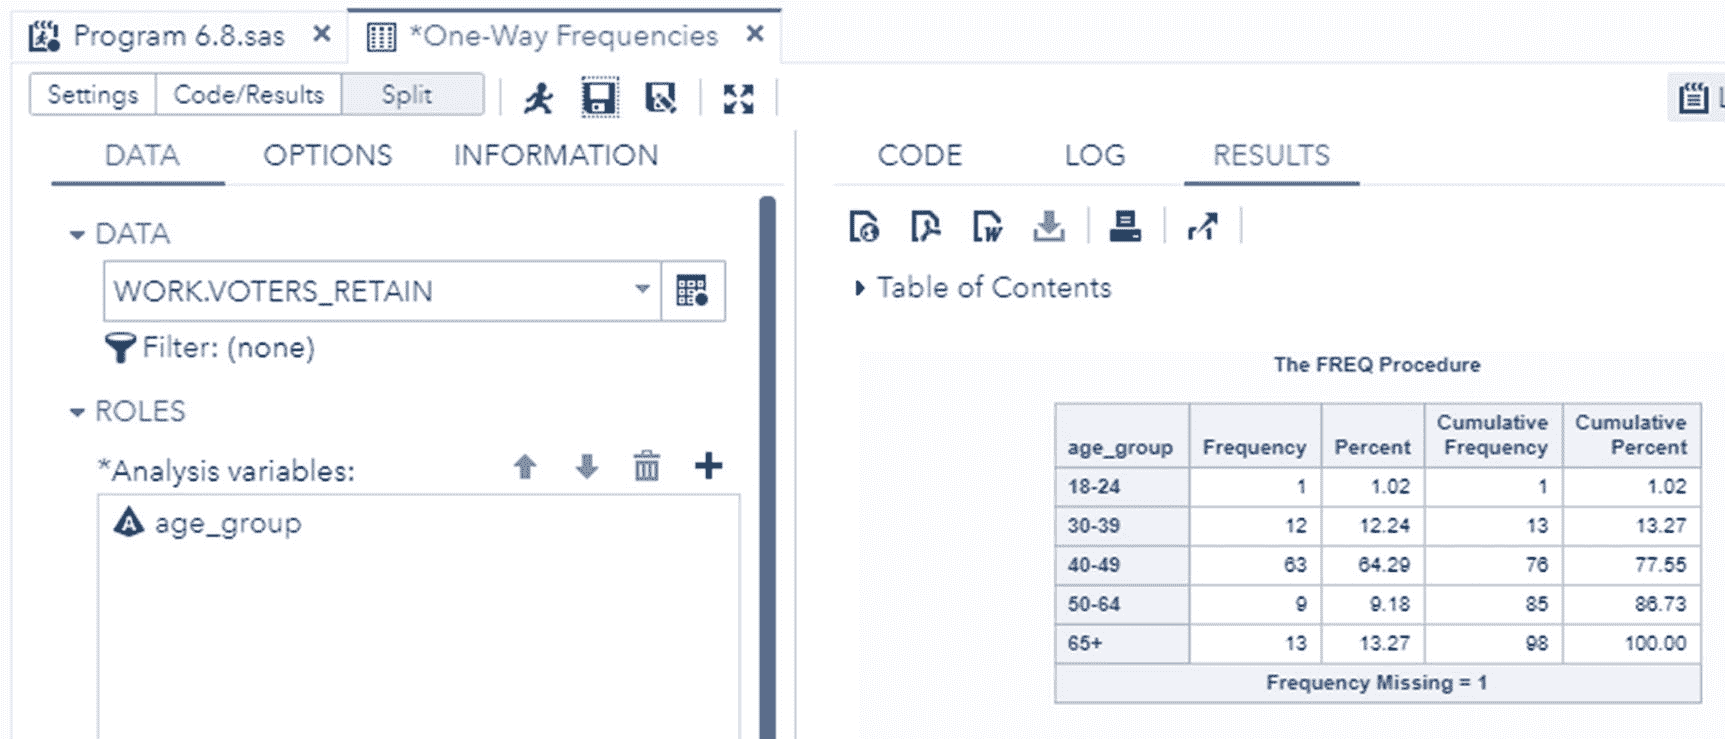 Program 6.8.sas
*One-Way Frequencies
Settings Code/Results Split
DATA OPTIONS INFORMATION
DATA
WORK.VOTERS_RETAIN
Filter: (none)
ROLES
*Analysis variables:
age_group
CODE LOG RESULTS
Table of Contents
The FREQ Procedure
age_group Frequency Percent Cumulative Frequency Cumulative Percent
18-24 1 1.02 1 1.02
30-39 12 12.24 13 13.27
40-49 63 64.29 76 77.55
50-64 9 9.18 85 86.73
65+ 13 13.27 98 100.00
Frequency Missing = 1